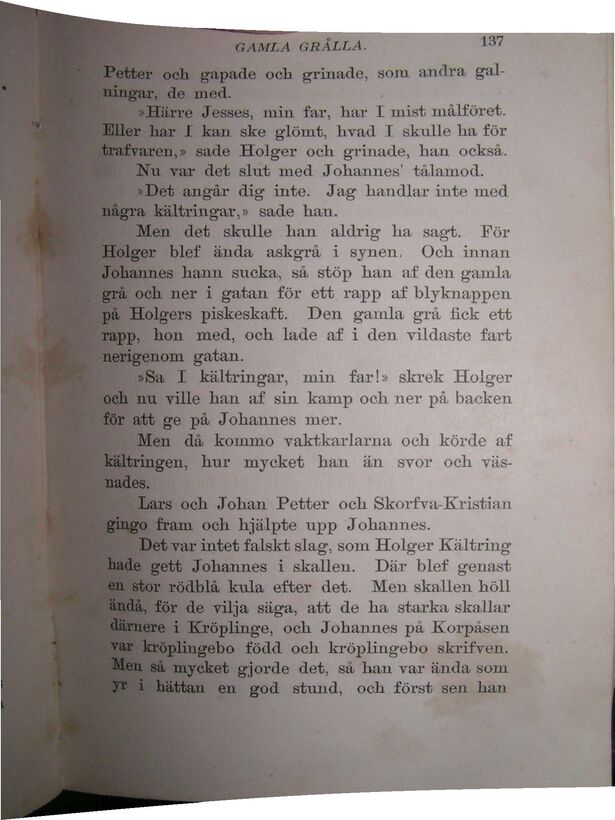 GAMLA GRÅLLA. 137
Petter och gapade och grinade, som andra gal-
ningar, de med.
»Härre Jesses, min far, har I mist målföret.
Eller har I kan ske glömt, hvad I skulle ha för
trafvaren,» sade Holger och grinade, han också.
Nu var det slut med Johannes' tålamod.
»Det angår dig inte. Jag handlar inte med
några kältringar,» sade han.
Men det skulle han aldrig ha sagt. För
Holger blef ända askgrå i synen. Och innan
Johannes hann sucka, så stöp han af den gamla
grå och ner i gatan för ett rapp af blyknappen
på Holgers piskeskaft. Den gamla grå fick ett
rapp, hon med, och lade af i den vildaste fart
nerigenom gatan.
»Sa I kältringar, min far!» skrek Holger
och nu ville han af sin kamp och ner på backen
för att ge på Johannes mer.
Men då kommo vaktkarlarna och körde af
kältringen, hur mycket han än svor och väs-
nades.
Lars och Johan Petter och Skorfva-Kristian
gingo fram och hjälpte upp Johannes.
Det var intet falskt slag, som Holger Kältring
hade gett Johannes i skallen. Där blef genast
en stor rödblå kula efter det. Men skallen höll
ändå, för de vilja säga, att de ha starka skallar
därnere i Kröplinge, och Johannes på Korpåsen
var kröplingebo född och kröplingebo skrifven.
Men så mycket gjorde det, så han var ända som
yr i hättan en god stund, och först sen han